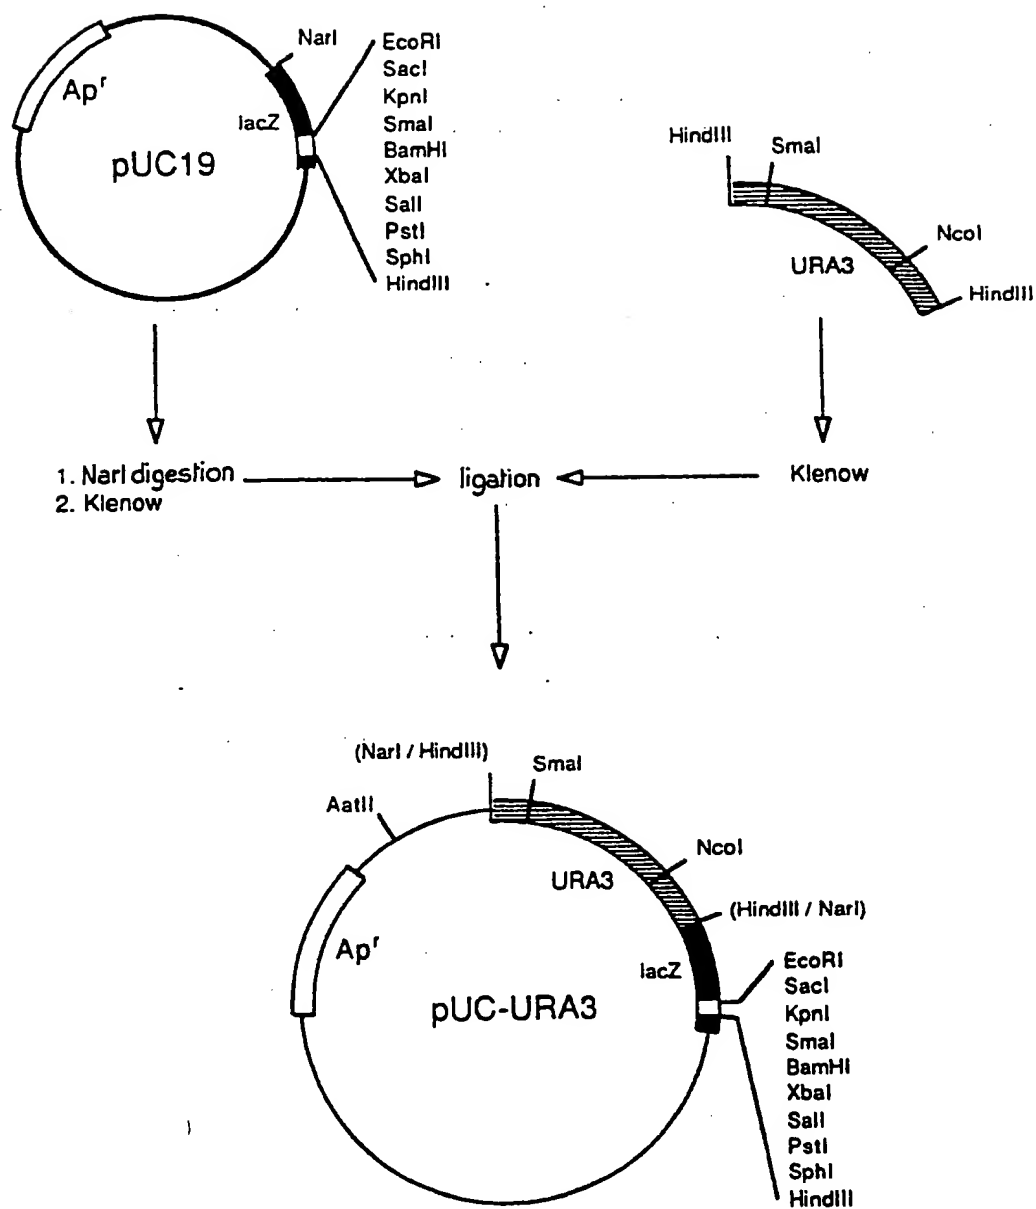 NarI
EcoRI
SacI
KpnI
SmaI
BamHI
XbaI
SalI
PstI
SphI
HindIII
Apʳ
lacZ
pUC19
HindIII
SmaI
NcoI
URA3
HindIII
1. NarI digestion
2. Klenow
ligation
Klenow
(NarI / HindIII)
SmaI
AatII
NcoI
URA3
(HindIII / NarI)
Apʳ
lacZ
pUC-URA3
EcoRI
SacI
KpnI
SmaI
BamHI
XbaI
SalI
PstI
SphI
HindIII